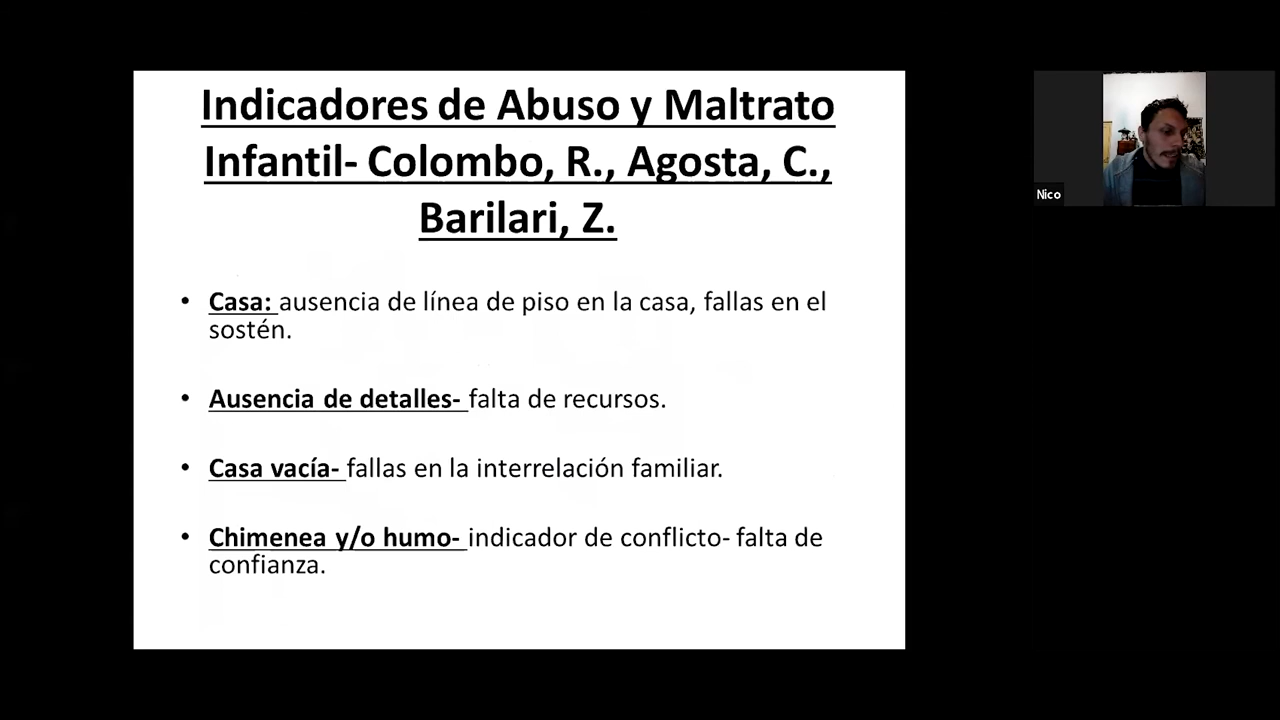 Indicadores de Abuso y Maltrato
Infantil- Colombo, R., Agosta, C.,
Barilari, Z.
• Casa: ausencia de línea de piso en la casa, fallas en el
sostén.
• Ausencia de detalles- falta de recursos.
• Casa vacía- fallas en la interrelación familiar.
• Chimenea y/o humo- indicador de conflicto- falta de
confianza.
Nico